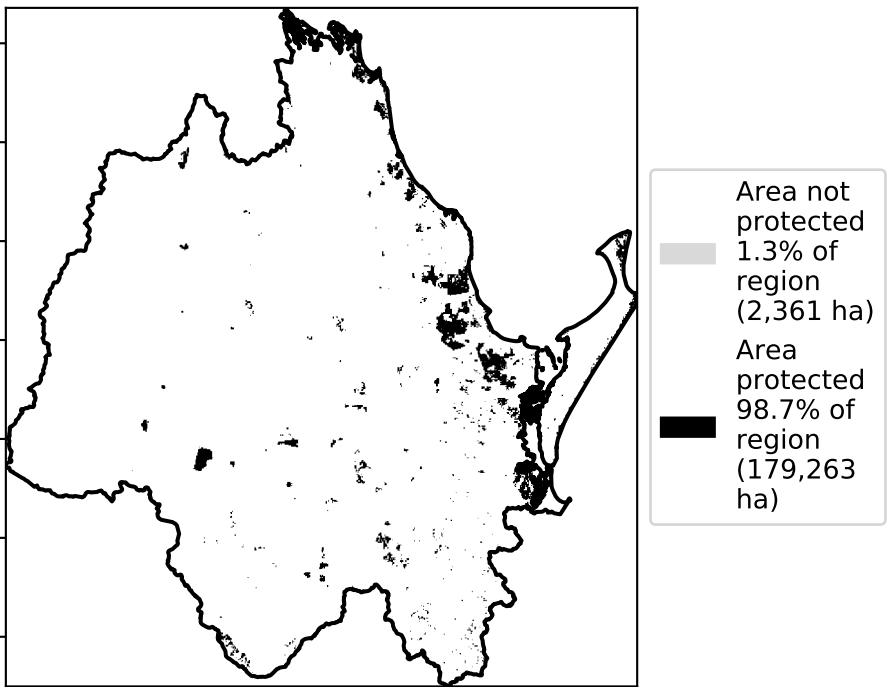 Area not
protected
1.3% of
region
(2,361 ha)
Area
protected
98.7% of
region
(179,263
ha)